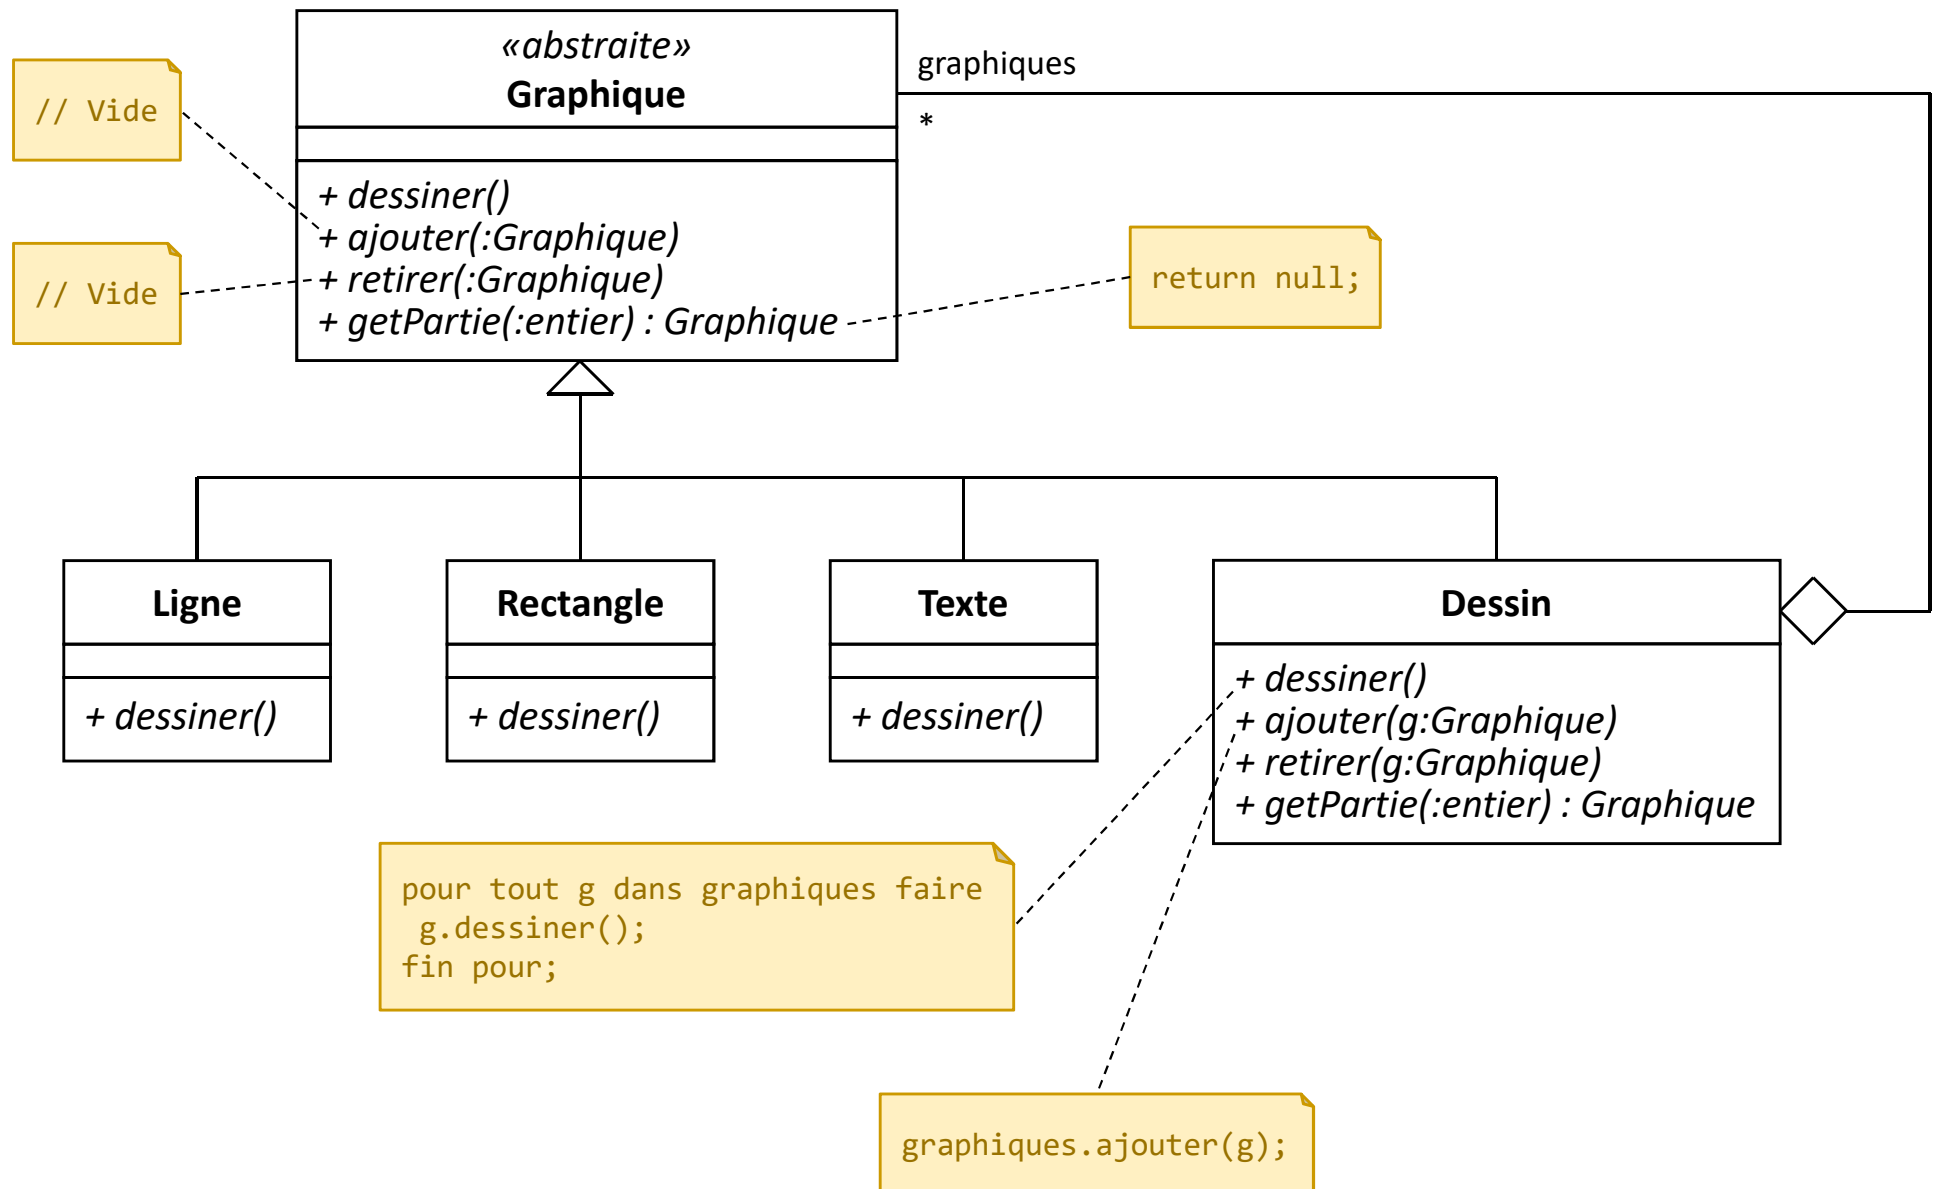 «abstraite»
Graphique
graphiques
*
// Vide
// Vide
+ dessiner()
+ ajouter(:Graphique)
+ retirer(:Graphique)
+ getPartie(:entier) : Graphique
return null;
Ligne
+ dessiner()
Rectangle
+ dessiner()
Texte
+ dessiner()
Dessin
+ dessiner()
+ ajouter(g:Graphique)
+ retirer(g:Graphique)
+ getPartie(:entier) : Graphique
pour tout g dans graphiques faire
g.dessiner();
fin pour;
graphiques.ajouter(g);